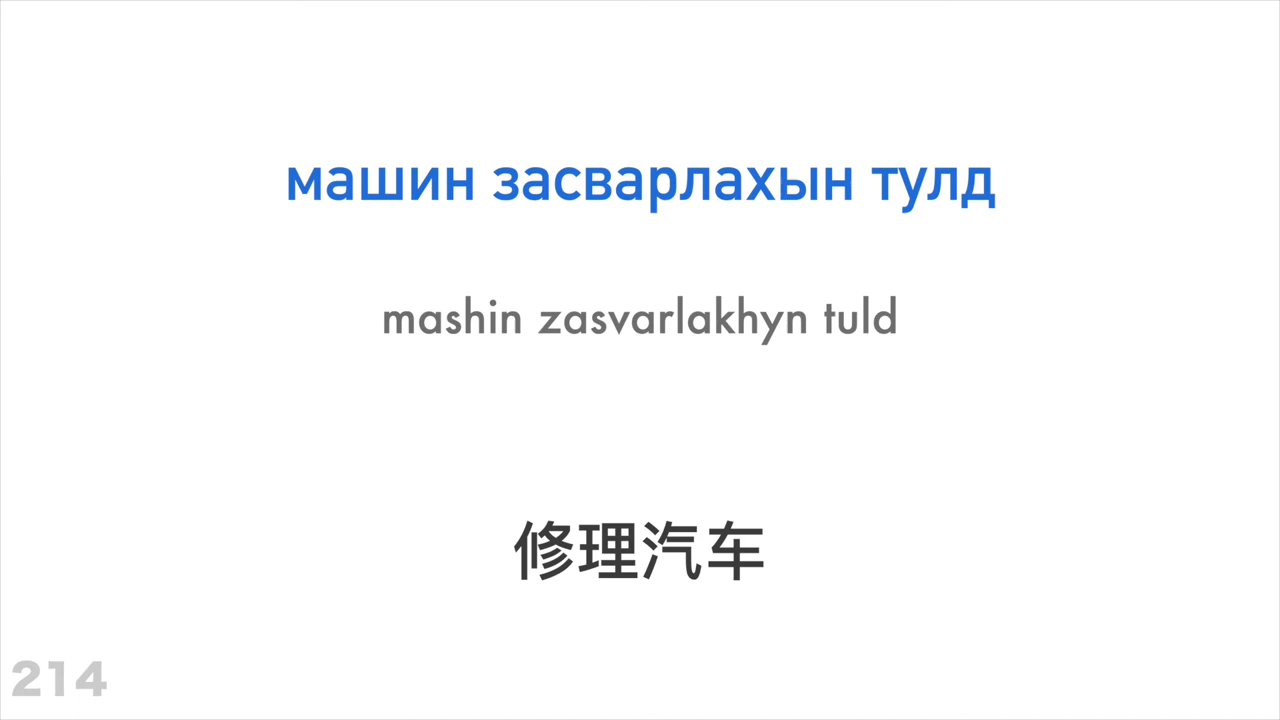 машин засварлахын тулд
mashin zasvarlakhyn tuld
修理汽车
214